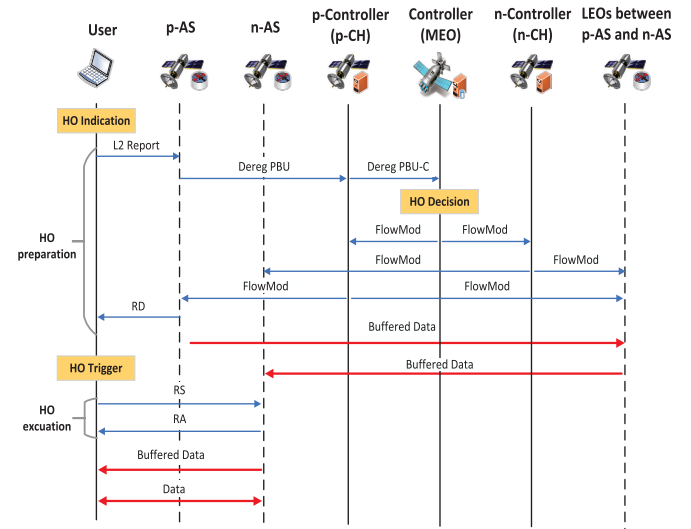 User
p-AS
n-AS
p-Controller
(p-CH)
Controller
(MEO)
n-Controller
(n-CH)
LEOs between
p-AS and n-AS
HO Indication
L2 Report
Dereg PBU
Dereg PBU-C
HO Decision
FlowMod
FlowMod
HO
preparation
FlowMod
FlowMod
FlowMod
FlowMod
RD
Buffered Data
HO Trigger
Buffered Data
RS
HO
excuation
RA
Buffered Data
Data